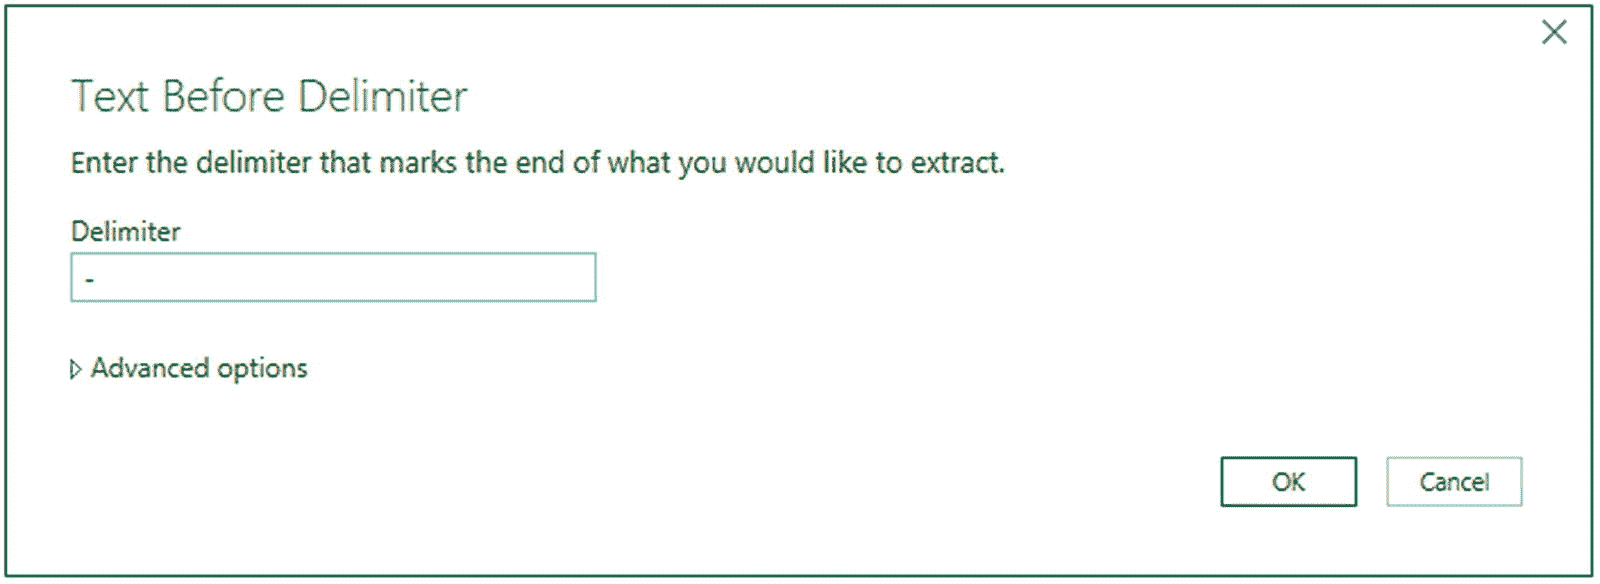 Text Before Delimiter
Enter the delimiter that marks the end of what you would like to extract.
Delimiter
-
Advanced options
OK
Cancel